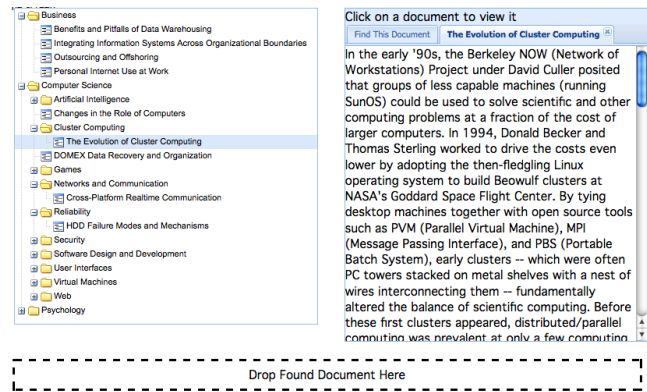 Business
Benefits and Pitfalls of Data Warehousing
Integrating Information Systems Across Organizational Boundaries
Outsourcing and Offshoring
Personal Internet Use at Work
Computer Science
Artificial Intelligence
Changes in the Role of Computers
Cluster Computing
The Evolution of Cluster Computing
DOMEX Data Recovery and Organization
Games
Networks and Communication
Cross-Platform Realtime Communication
Reliability
HDD Failure Modes and Mechanisms
Security
Software Design and Development
User Interfaces
Virtual Machines
Web
Psychology
Click on a document to view it
Find This Document
The Evolution of Cluster Computing
In the early '90s, the Berkeley NOW (Network of
Workstations) Project under David Culler posited
that groups of less capable machines (running
SunOS) could be used to solve scientific and other
computing problems at a fraction of the cost of
larger computers. In 1994, Donald Becker and
Thomas Sterling worked to drive the costs even
lower by adopting the then-fledgling Linux
operating system to build Beowulf clusters at
NASA's Goddard Space Flight Center. By tying
desktop machines together with open source tools
such as PVM (Parallel Virtual Machine), MPI
(Message Passing Interface), and PBS (Portable
Batch System), early clusters -- which were often
PC towers stacked on metal shelves with a nest of
wires interconnecting them -- fundamentally
altered the balance of scientific computing. Before
these first clusters appeared, distributed/parallel
computing was prevalent at only a few computing
Drop Found Document Here